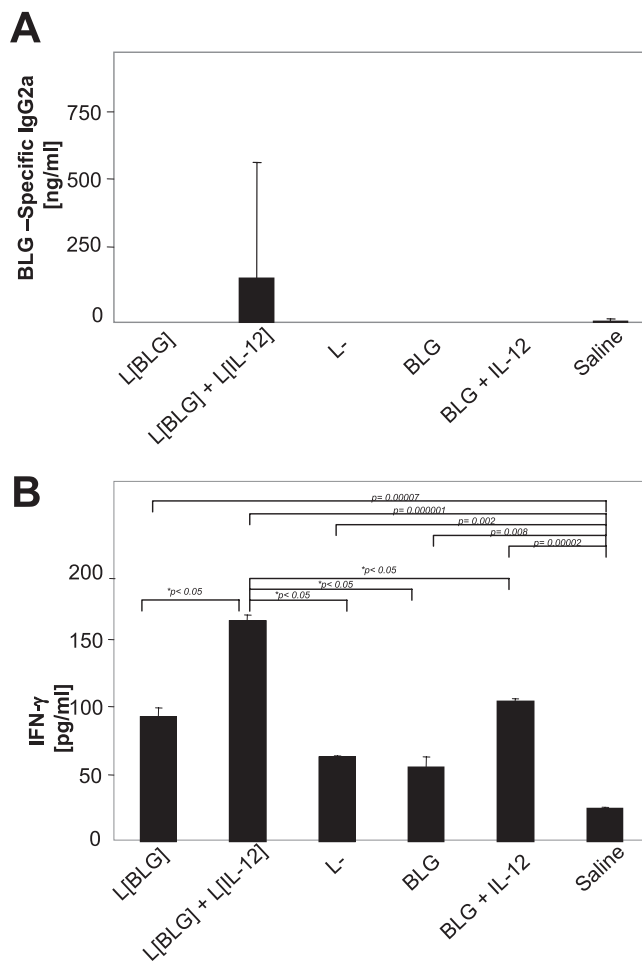 A
BLG –Specific IgG2a
[ng/ml]
750
500
250
0
L[BLG]
L[BLG] + L[IL-12]
L-
BLG
BLG + IL-12
Saline
B
p= 0.00007
p= 0.000001
p= 0.002
p= 0.008
p= 0.00002
*p< 0.05
*p< 0.05
*p< 0.05
*p< 0.05
IFN-γ
[pg/ml]
200
150
100
50
0
L[BLG]
L[BLG] + L[IL-12]
L-
BLG
BLG + IL-12
Saline